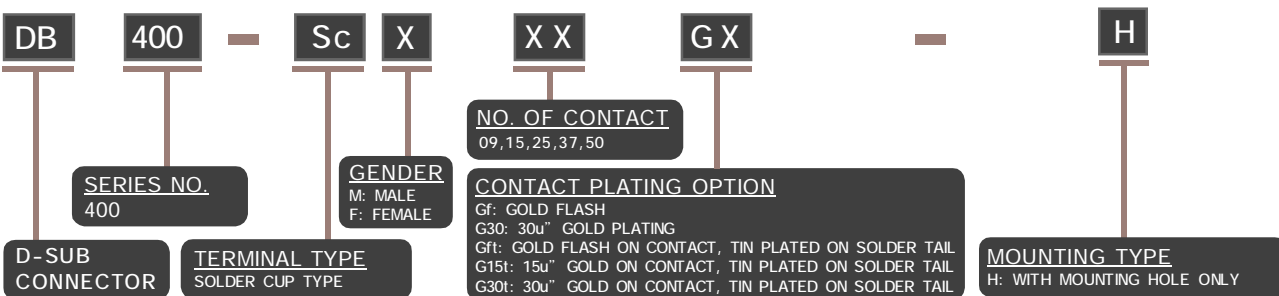 DB 400 - Sc X XX GX - H
NO. OF CONTACT
09,15,25,37,50
GENDER
M: MALE
F: FEMALE
SERIES NO.
400
CONTACT PLATING OPTION
Gf: GOLD FLASH
G30: 30u" GOLD PLATING
Gft: GOLD FLASH ON CONTACT, TIN PLATED ON SOLDER TAIL
G15t: 15u" GOLD ON CONTACT, TIN PLATED ON SOLDER TAIL
G30t: 30u" GOLD ON CONTACT, TIN PLATED ON SOLDER TAIL
D-SUB
CONNECTOR
TERMINAL TYPE
SOLDER CUP TYPE
MOUNTING TYPE
H: WITH MOUNTING HOLE ONLY